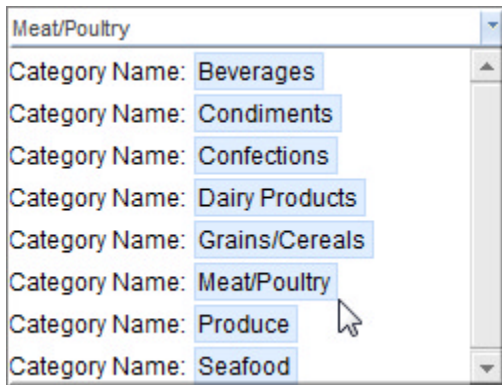 Meat/Poultry
Category Name: Beverages
Category Name: Condiments
Category Name: Confections
Category Name: Dairy Products
Category Name: Grains/Cereals
Category Name: Meat/Poultry
Category Name: Produce
Category Name: Seafood